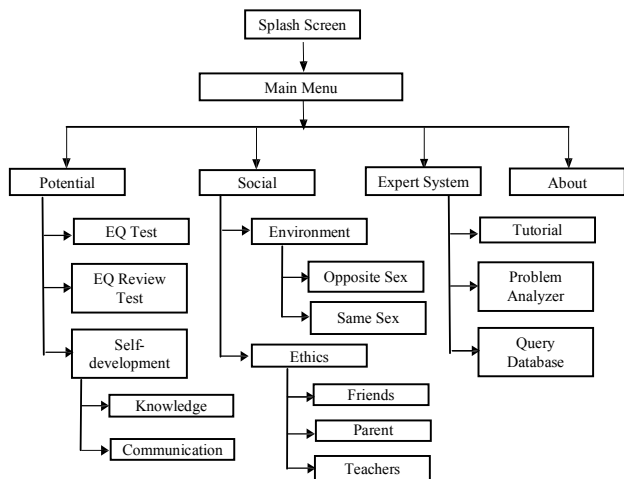 Splash Screen
Main Menu
Potential
Social
Expert System
About
EQ Test
EQ Review
Test
Self-
development
Knowledge
Communication
Environment
Opposite Sex
Same Sex
Ethics
Friends
Parent
Teachers
Tutorial
Problem
Analyzer
Query
Database